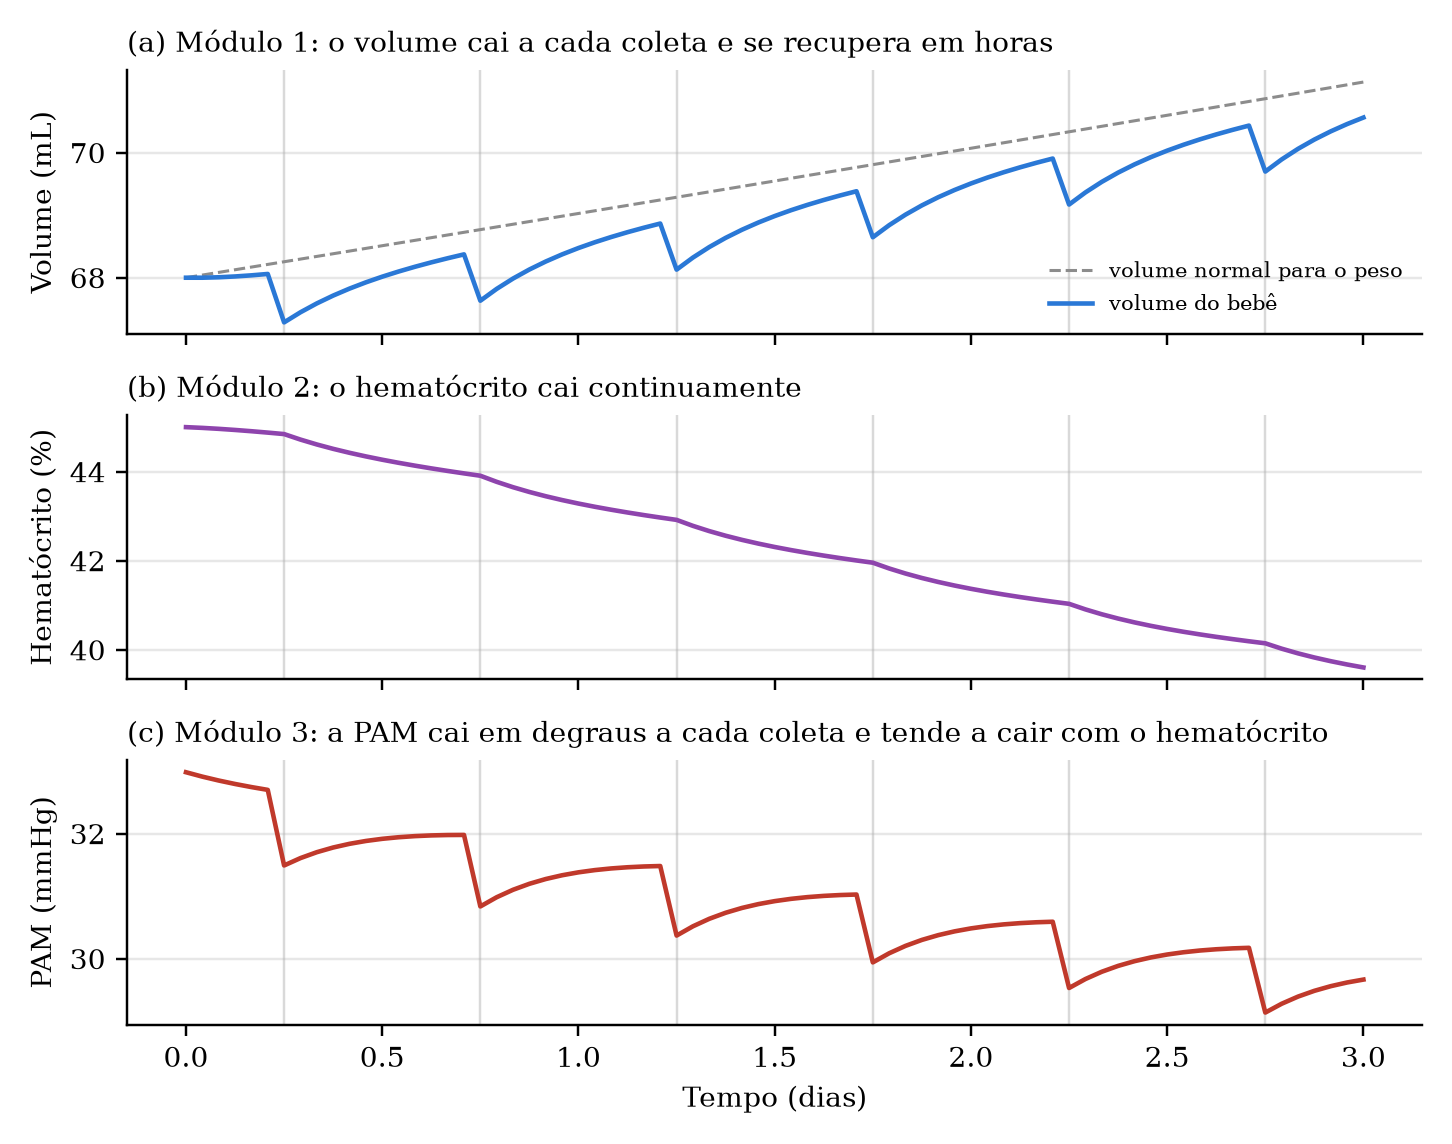 (a) Módulo 1: o volume cai a cada coleta e se recupera em horas
Volume (mL)
70
68
volume normal para o peso
volume do bebê
(b) Módulo 2: o hematócrito cai continuamente
Hematócrito (%)
44
42
40
(c) Módulo 3: a PAM cai em degraus a cada coleta e tende a cair com o hematócrito
PAM (mmHg)
32
30
0.0 0.5 1.0 1.5 2.0 2.5 3.0
Tempo (dias)